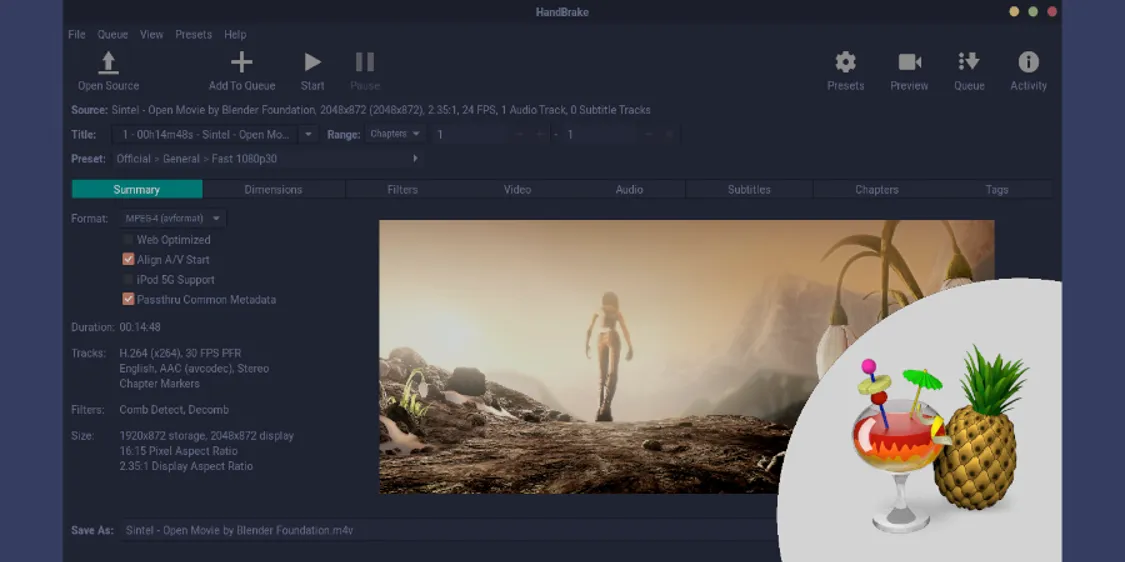 HandBrake
File Queue View Presets Help
Open Source Add To Queue Start Pause Presets Preview Queue Activity
Source: Sintel - Open Movie by Blender Foundation, 2048x872 (2048x872), 2.35:1, 24 FPS, 1 Audio Track, 0 Subtitle Tracks
Title: 1 - 00h14m48s - Sintel - Open Mo... Range: Chapters 1 - 1
Preset: Official > General > Fast 1080p30
Summary Dimensions Filters Video Audio Subtitles Chapters Tags
Format: MPEG-4 (avformat)
Web Optimized
Align A/V Start
iPod 5G Support
Passthru Common Metadata
Duration: 00:14:48
Tracks: H.264 (x264), 30 FPS PFR
English, AAC (avcodec), Stereo
Chapter Markers
Filters: Comb Detect, Decomb
Size: 1920x872 storage, 2048x872 display
16:15 Pixel Aspect Ratio
2.35:1 Display Aspect Ratio
Save As: Sintel - Open Movie by Blender Foundation.m4v